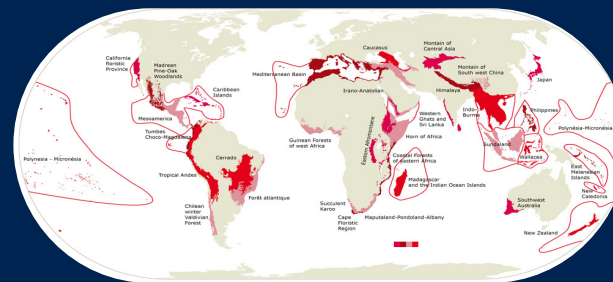 California
floristic
Province
Madrean
Pine-Oak
Woodlands
Caribbean
Islands
Mesoamerica
Tumbes
Choco-Magdalena
Polynesia - Micronésia
Tropical Andes
Cerrado
Forêt atlantique
Chilean
winter
Valdivian
Forest
Caucasus
Mediterranean Basin
Irano-Anatolian
Guinean Forests
of west Africa
Eastern Afromontane
Horn of Africa
Coastal Forests
of eastern Africa
Madagascar
and the Indian Ocean Islands
Succulent
Karoo
Cape
Floristic
Region
Maputaland-Pondoland-Albany
Montain of
Central Asia
Montain of
South west China
Himalaya
Japan
Western
Ghats and
Sri Lanka
Indo-
Burma
Philippines
Sundaland
Wallacea
Polynésia-Micronésia
East
Melanesian
Islands
New
Caledonia
Southwest
Australia
New Zealand